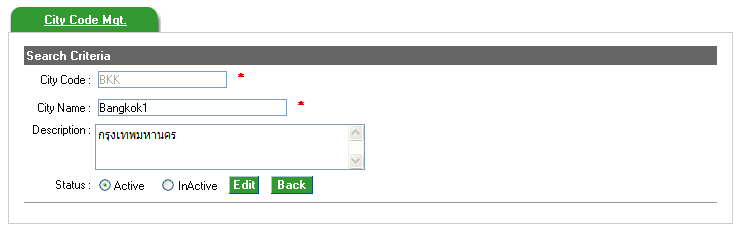 City Code Mgt.
Search Criteria
City Code : BKK *
City Name : Bangkok1 *
Description : กรุงเทพมหานคร
Status : Active InActive Edit Back